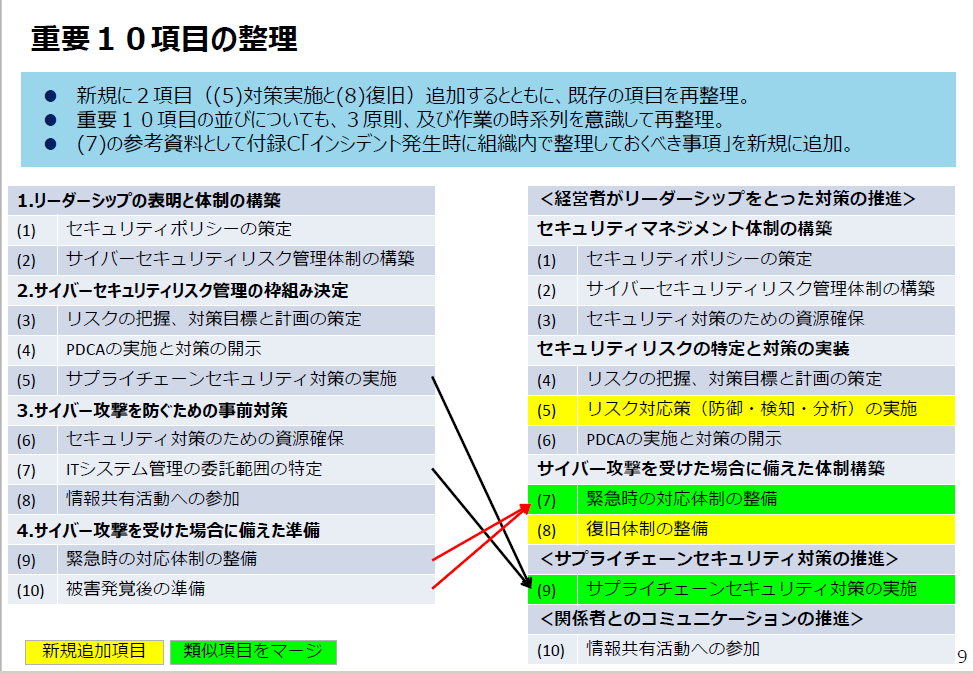 重要１０項目の整理
● 新規に２項目（(5)対策実施と(8)復旧）追加するとともに、既存の項目を再整理。
● 重要１０項目の並びについても、３原則、及び作業の時系列を意識して再整理。
● (7)の参考資料として付録C｢インシデント発生時に組織内で整理しておくべき事項｣を新規に追加。
1.リーダーシップの表明と体制の構築
(1) セキュリティポリシーの策定
(2) サイバーセキュリティリスク管理体制の構築
2.サイバーセキュリティリスク管理の枠組み決定
(3) リスクの把握、対策目標と計画の策定
(4) PDCAの実施と対策の開示
(5) サプライチェーンセキュリティ対策の実施
3.サイバー攻撃を防ぐための事前対策
(6) セキュリティ対策のための資源確保
(7) ITシステム管理の委託範囲の特定
(8) 情報共有活動への参加
4.サイバー攻撃を受けた場合に備えた準備
(9) 緊急時の対応体制の整備
(10) 被害発覚後の準備
新規追加項目
類似項目をマージ
＜経営者がリーダーシップをとった対策の推進＞
セキュリティマネジメント体制の構築
(1) セキュリティポリシーの策定
(2) サイバーセキュリティリスク管理体制の構築
(3) セキュリティ対策のための資源確保
セキュリティリスクの特定と対策の実装
(4) リスクの把握、対策目標と計画の策定
(5) リスク対応策（防御・検知・分析）の実施
(6) PDCAの実施と対策の開示
サイバー攻撃を受けた場合に備えた体制構築
(7) 緊急時の対応体制の整備
(8) 復旧体制の整備
＜サプライチェーンセキュリティ対策の推進＞
(9) サプライチェーンセキュリティ対策の実施
＜関係者とのコミュニケーションの推進＞
(10) 情報共有活動への参加
9